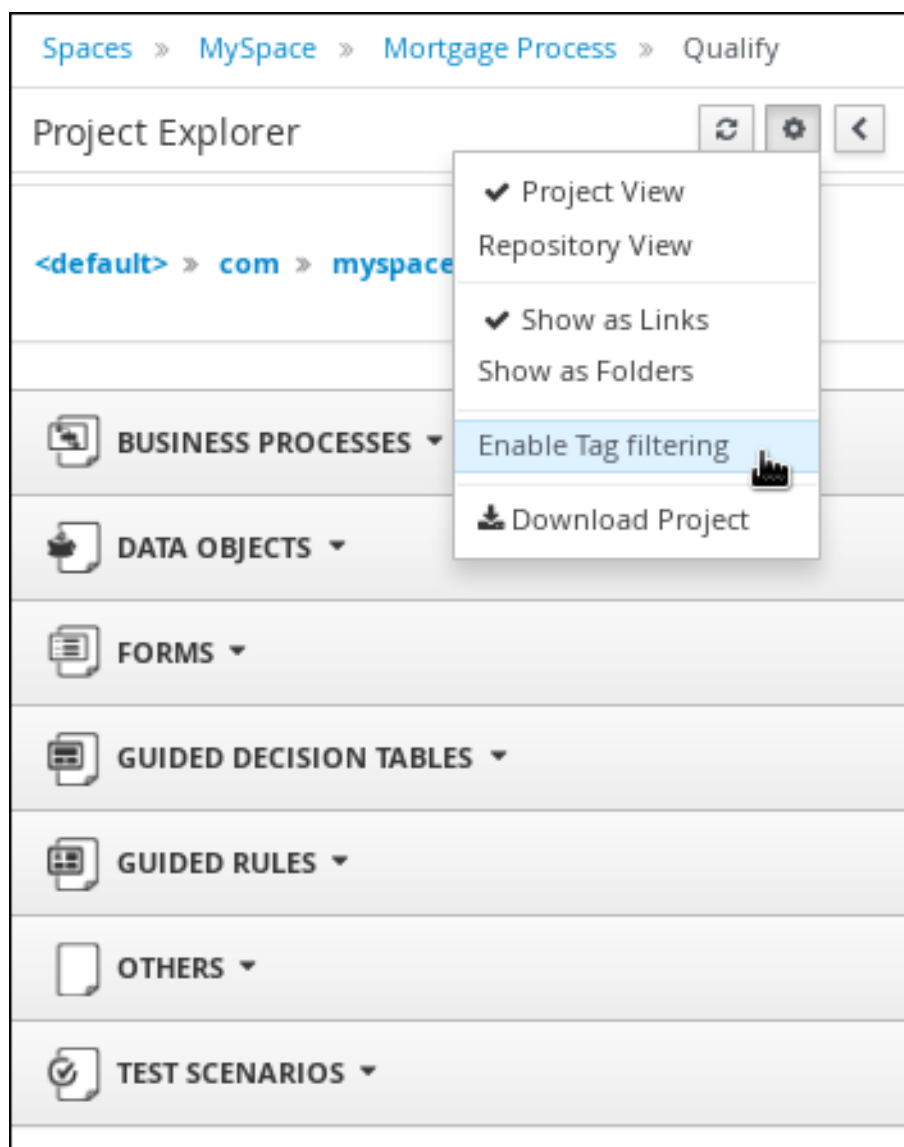 Spaces » MySpace » Mortgage Process » Qualify
Project Explorer
Project View
Repository View
<default> » com » myspace
Show as Links
Show as Folders
BUSINESS PROCESSES
Enable Tag filtering
Download Project
DATA OBJECTS
FORMS
GUIDED DECISION TABLES
GUIDED RULES
OTHERS
TEST SCENARIOS